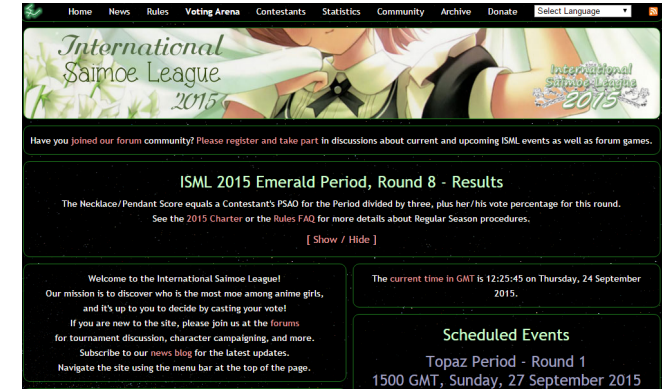 Home News Rules Voting Arena Contestants Statistics Community Archive Donate Select Language
International
Saimoe League
2015
International
Saimoe League
2015
Have you joined our forum community? Please register and take part in discussions about current and upcoming ISML events as well as forum games.
ISML 2015 Emerald Period, Round 8 - Results
The Necklace/Pendant Score equals a Contestant's PSAO for the Period divided by three, plus her/his vote percentage for this round.
See the 2015 Charter or the Rules FAQ for more details about Regular Season procedures.
[ Show / Hide ]
Welcome to the International Saimoe League!
Our mission is to discover who is the most moe among anime girls,
and it's up to you to decide by casting your vote!
If you are new to the site, please join us at the forums
for tournament discussion, character campaigning, and more.
Subscribe to our news blog for the latest updates.
Navigate the site using the menu bar at the top of the page.
The current time in GMT is 12:25:45 on Thursday, 24 September
2015.
Scheduled Events
Topaz Period - Round 1
1500 GMT, Sunday, 27 September 2015